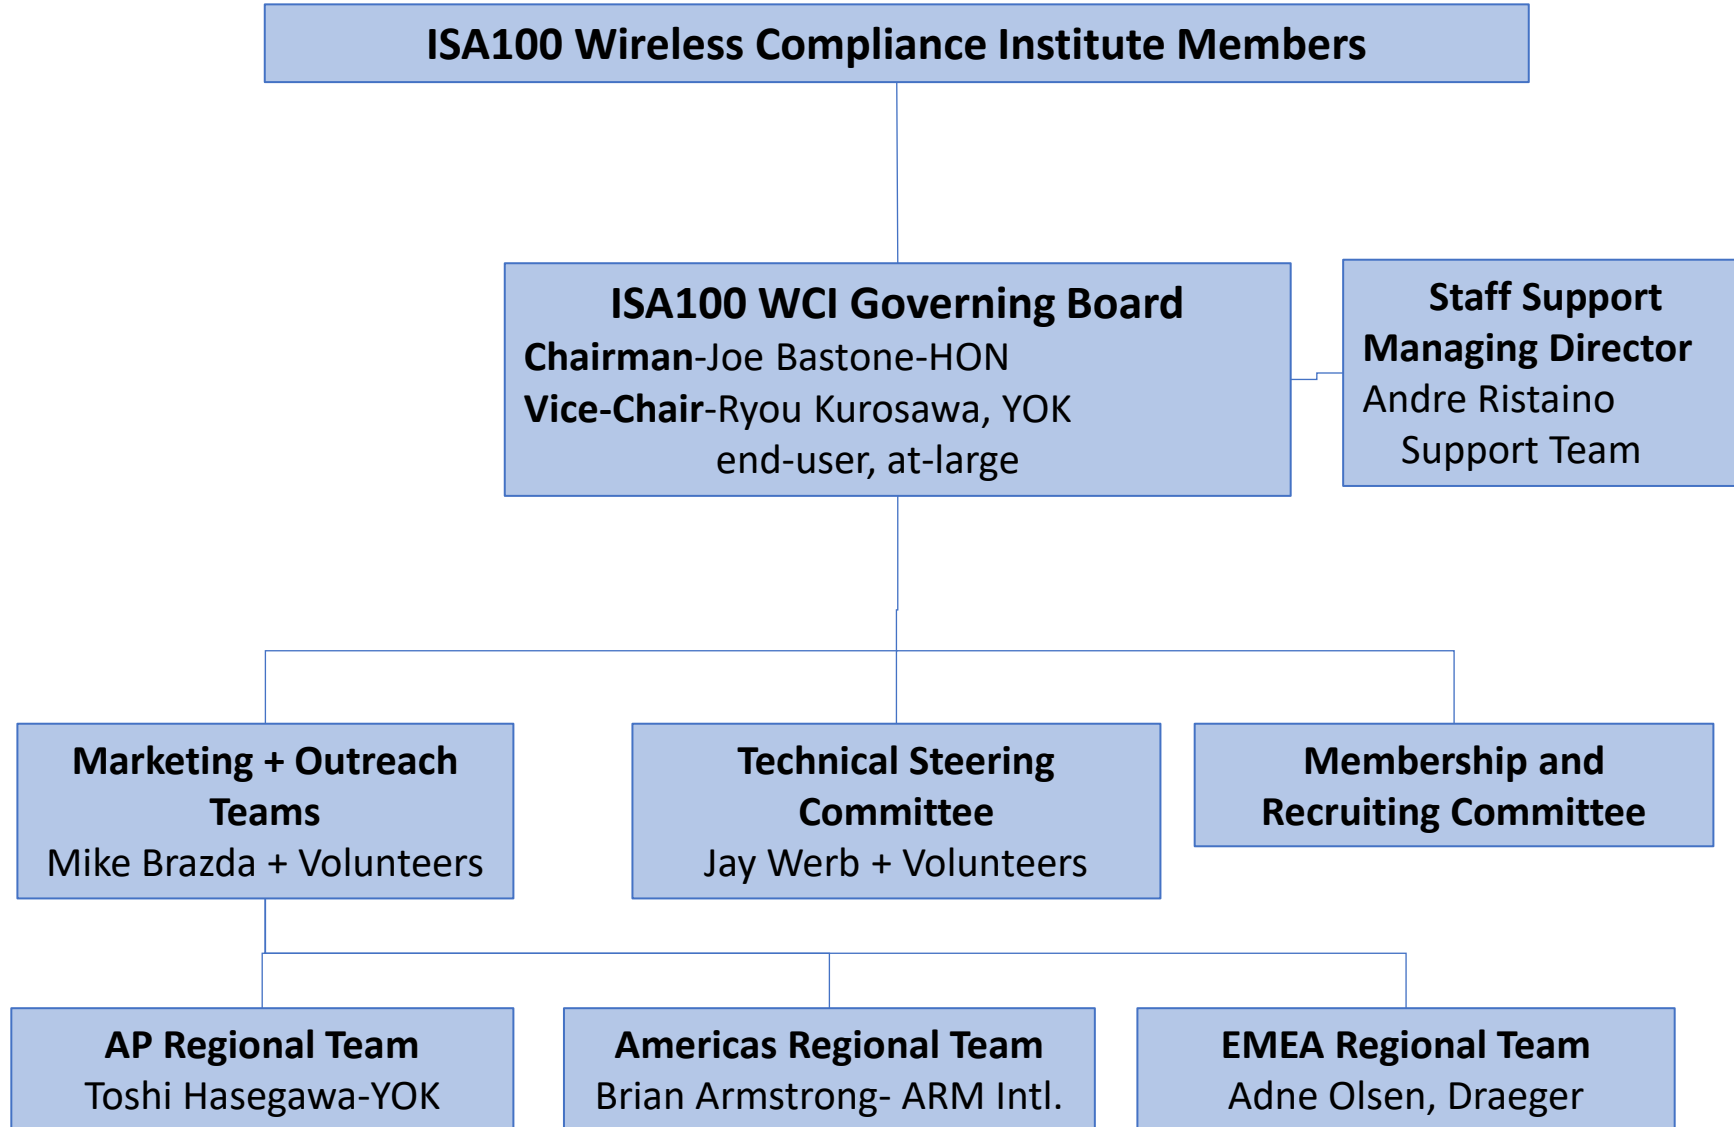 ISA100 Wireless Compliance Institute Members
ISA100 WCI Governing Board
Chairman-Joe Bastone-HON
Vice-Chair-Ryou Kurosawa, YOK
end-user, at-large
Staff Support
Managing Director
Andre Ristaino
Support Team
Marketing + Outreach
Teams
Mike Brazda + Volunteers
Technical Steering
Committee
Jay Werb + Volunteers
Membership and
Recruiting Committee
AP Regional Team
Toshi Hasegawa-YOK
Americas Regional Team
Brian Armstrong- ARM Intl.
EMEA Regional Team
Adne Olsen, Draeger